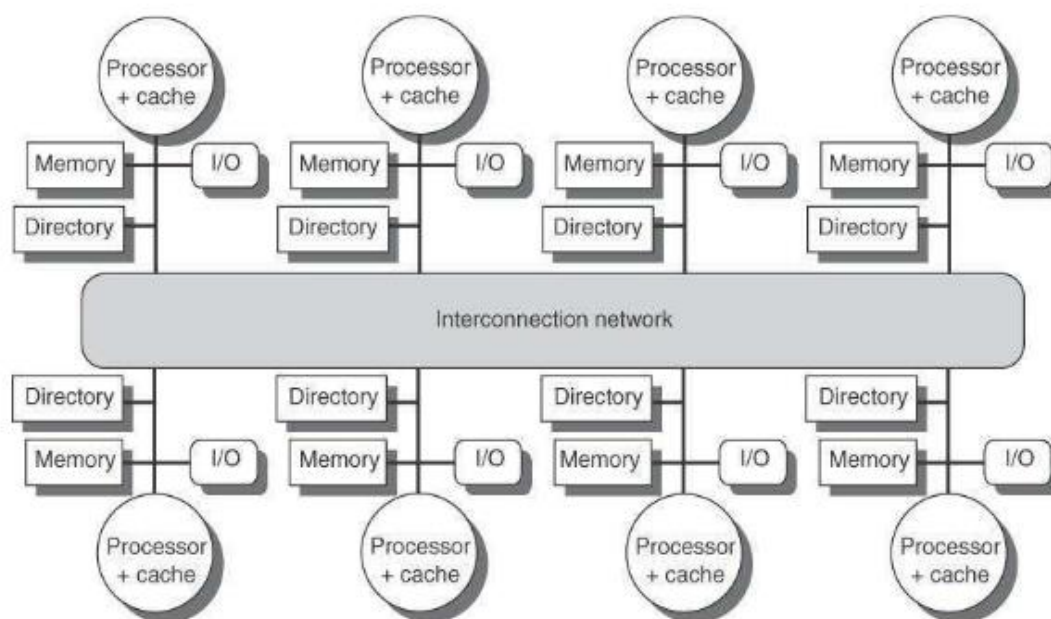 Processor
+ cache
Processor
+ cache
Processor
+ cache
Processor
+ cache
Memory
I/O
Memory
I/O
Memory
I/O
Memory
I/O
Directory
Directory
Directory
Directory
Interconnection network
Directory
Directory
Directory
Directory
Memory
I/O
Memory
I/O
Memory
I/O
Memory
I/O
Processor
+ cache
Processor
+ cache
Processor
+ cache
Processor
+ cache